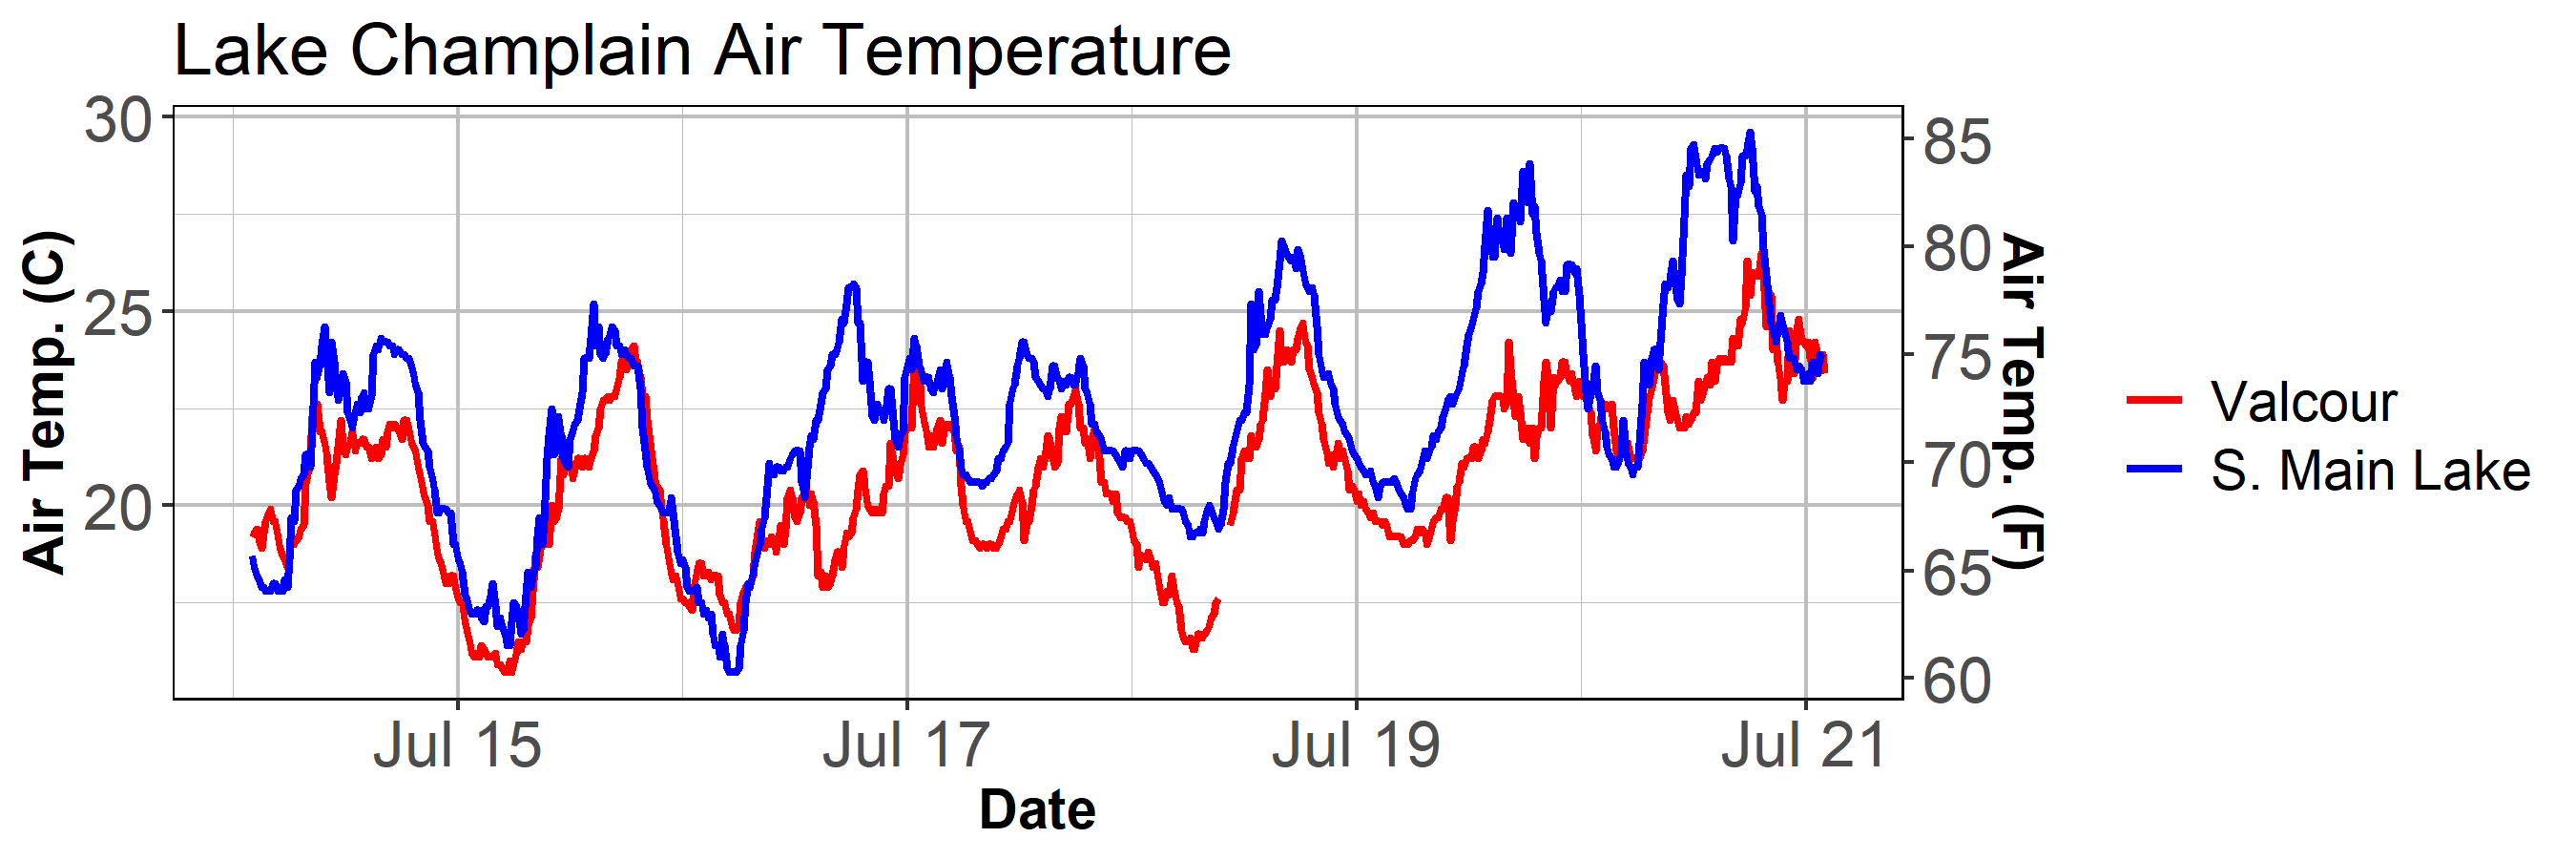 Lake Champlain Air Temperature
Air Temp. (C)
30
25
20
85
80
75
70
65
60
Air Temp. (F)
Jul 15
Jul 17
Jul 19
Jul 21
Date
Valcour
S. Main Lake